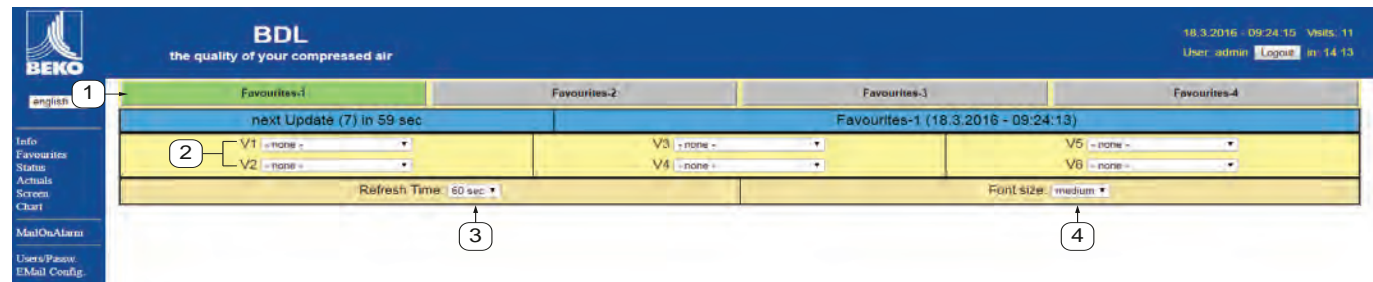 BEKO
BDL
the quality of your compressed air
18.3.2016 - 09:24:15 Visits: 11
User: admin Logout in: 14:13
english
1
Favourites-1 Favourites-2 Favourites-3 Favourites-4
next Update (7) in 59 sec Favourites-1 (18.3.2016 - 09:24:13)
2
V1 - none - V3 - none - V5 - none -
V2 - none - V4 - none - V6 - none -
Refresh Time: 60 sec Font size: medium
3 4
Info
Favourites
Status
Actuals
Screen
Chart
MailOnAlarm
Users/Passw.
EMail Config.